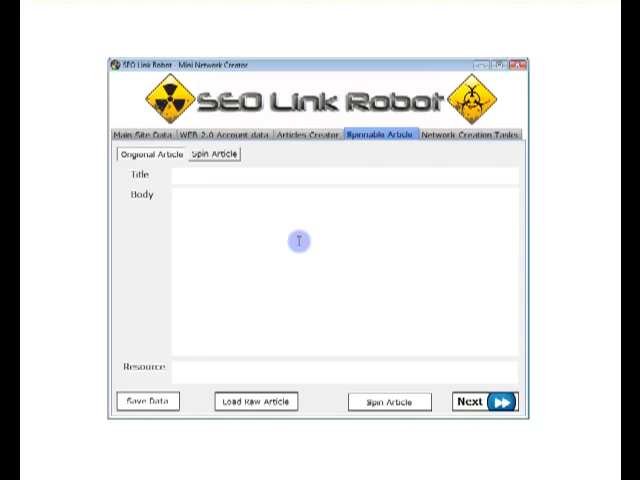 SEO Link Robot - Mini Network Creator
SEO Link Robot
Main Site Data WEB 2.0 Account data Articles Creator Spinnable Article Network Creation Tasks
Origional Article Spin Article
Title
Body
Resource
Save Data Load Raw Article Spin Article Next